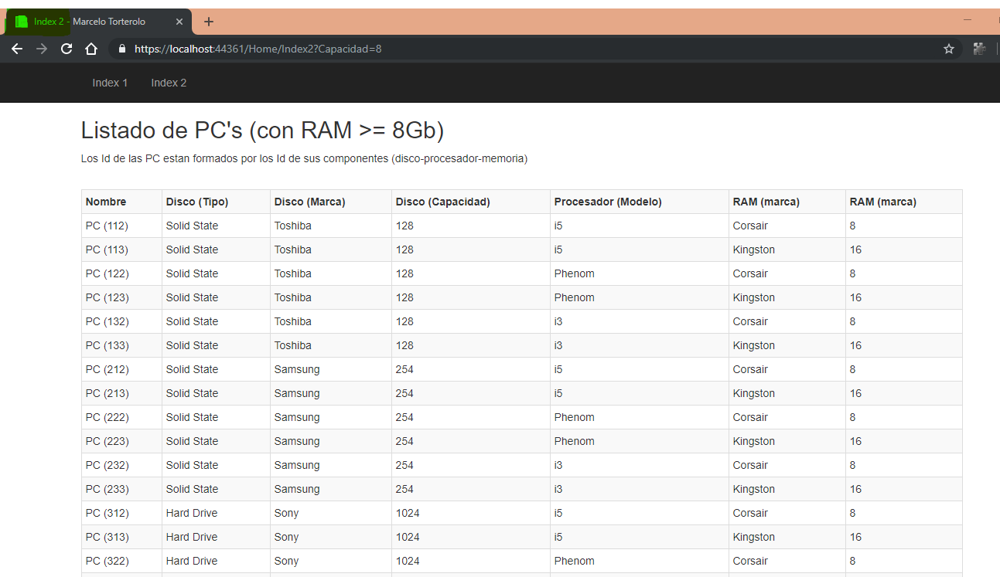 Index 2 - Marcelo Torterolo
https://localhost:44361/Home/Index2?Capacidad=8
Index 1 Index 2
Listado de PC's (con RAM >= 8Gb)
Los Id de las PC estan formados por los Id de sus componentes (disco-procesador-memoria)
Nombre Disco (Tipo) Disco (Marca) Disco (Capacidad) Procesador (Modelo) RAM (marca) RAM (marca)
PC (112) Solid State Toshiba 128 i5 Corsair 8
PC (113) Solid State Toshiba 128 i5 Kingston 16
PC (122) Solid State Toshiba 128 Phenom Corsair 8
PC (123) Solid State Toshiba 128 Phenom Kingston 16
PC (132) Solid State Toshiba 128 i3 Corsair 8
PC (133) Solid State Toshiba 128 i3 Kingston 16
PC (212) Solid State Samsung 254 i5 Corsair 8
PC (213) Solid State Samsung 254 i5 Kingston 16
PC (222) Solid State Samsung 254 Phenom Corsair 8
PC (223) Solid State Samsung 254 Phenom Kingston 16
PC (232) Solid State Samsung 254 i3 Corsair 8
PC (233) Solid State Samsung 254 i3 Kingston 16
PC (312) Hard Drive Sony 1024 i5 Corsair 8
PC (313) Hard Drive Sony 1024 i5 Kingston 16
PC (322) Hard Drive Sony 1024 Phenom Corsair 8